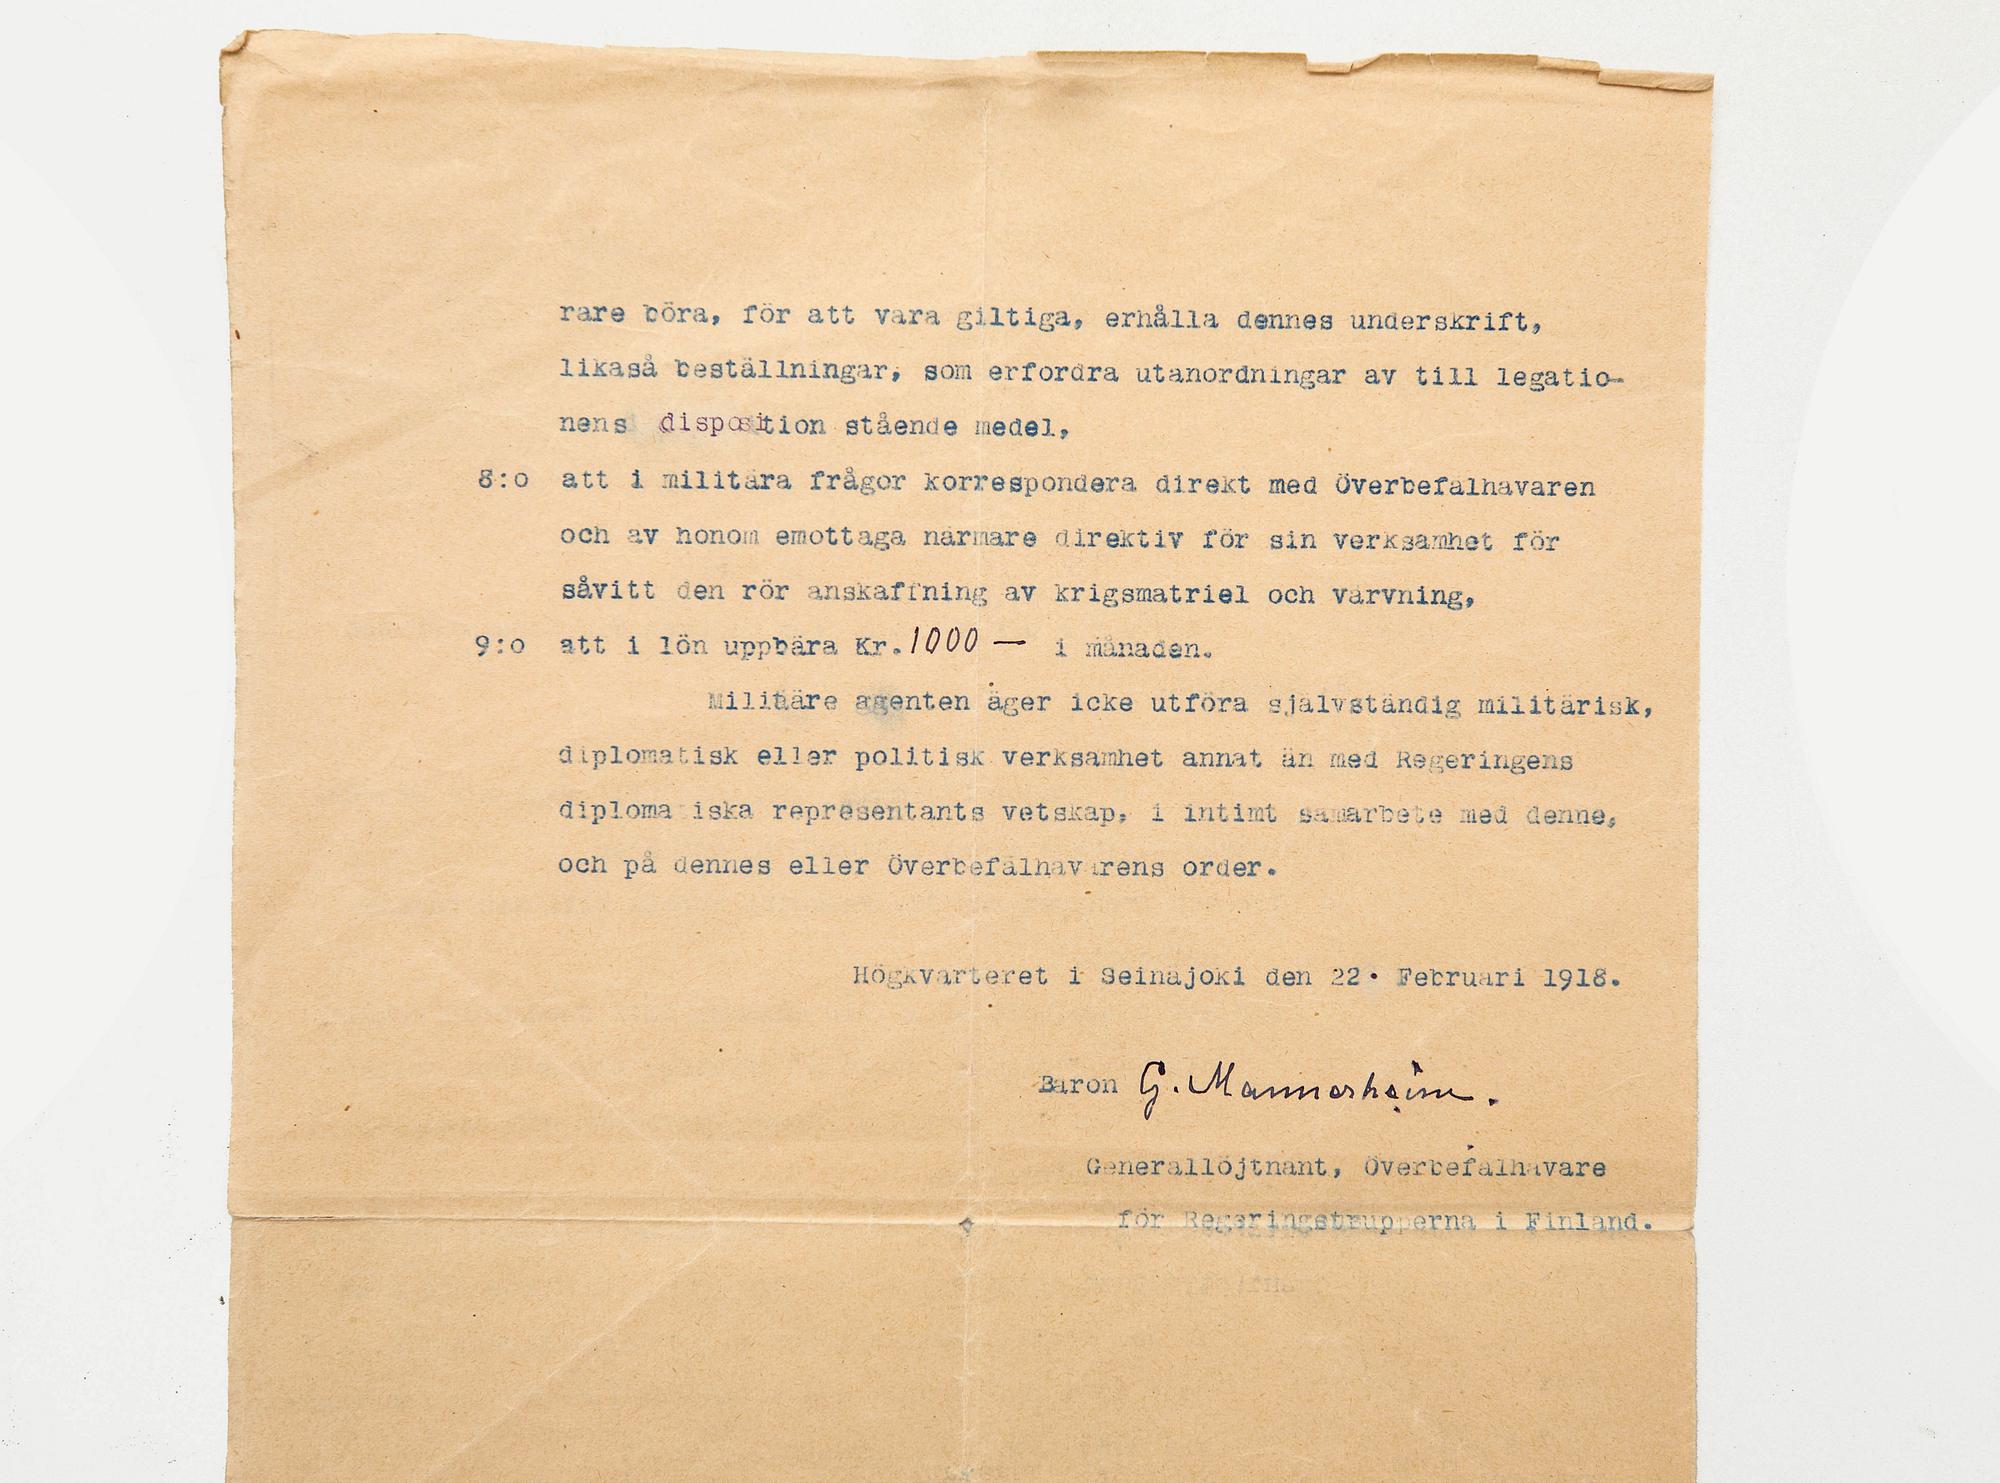 rare böra, för att vara giltiga, erhålla dennes underskrift,
likaså beställningar, som erfordra utanordningar av till legatio-
nens disposition stående medel,
8:o att i militära frågor korrespondera direkt med Överbefälhavaren
och av honom emottaga närmare direktiv för sin verksamhet för
såvitt den rör anskaffning av krigsmatriel och värvning,
9:o att i lön uppbära Kr. 1000 — i månaden.
Militäre agenten äger icke utföra självständig militärisk,
diplomatisk eller politisk verksamhet annat än med Regeringens
diplomatiska representants vetskap, i intimt samarbete med denne,
och på dennes eller Överbefälhavarens order.
Högkvarteret i Seinäjoki den 22. Februari 1918.
Baron G. Mannerheim.
Generallöjtnant, Överbefälhavare
för Regeringstrupperna i Finland.